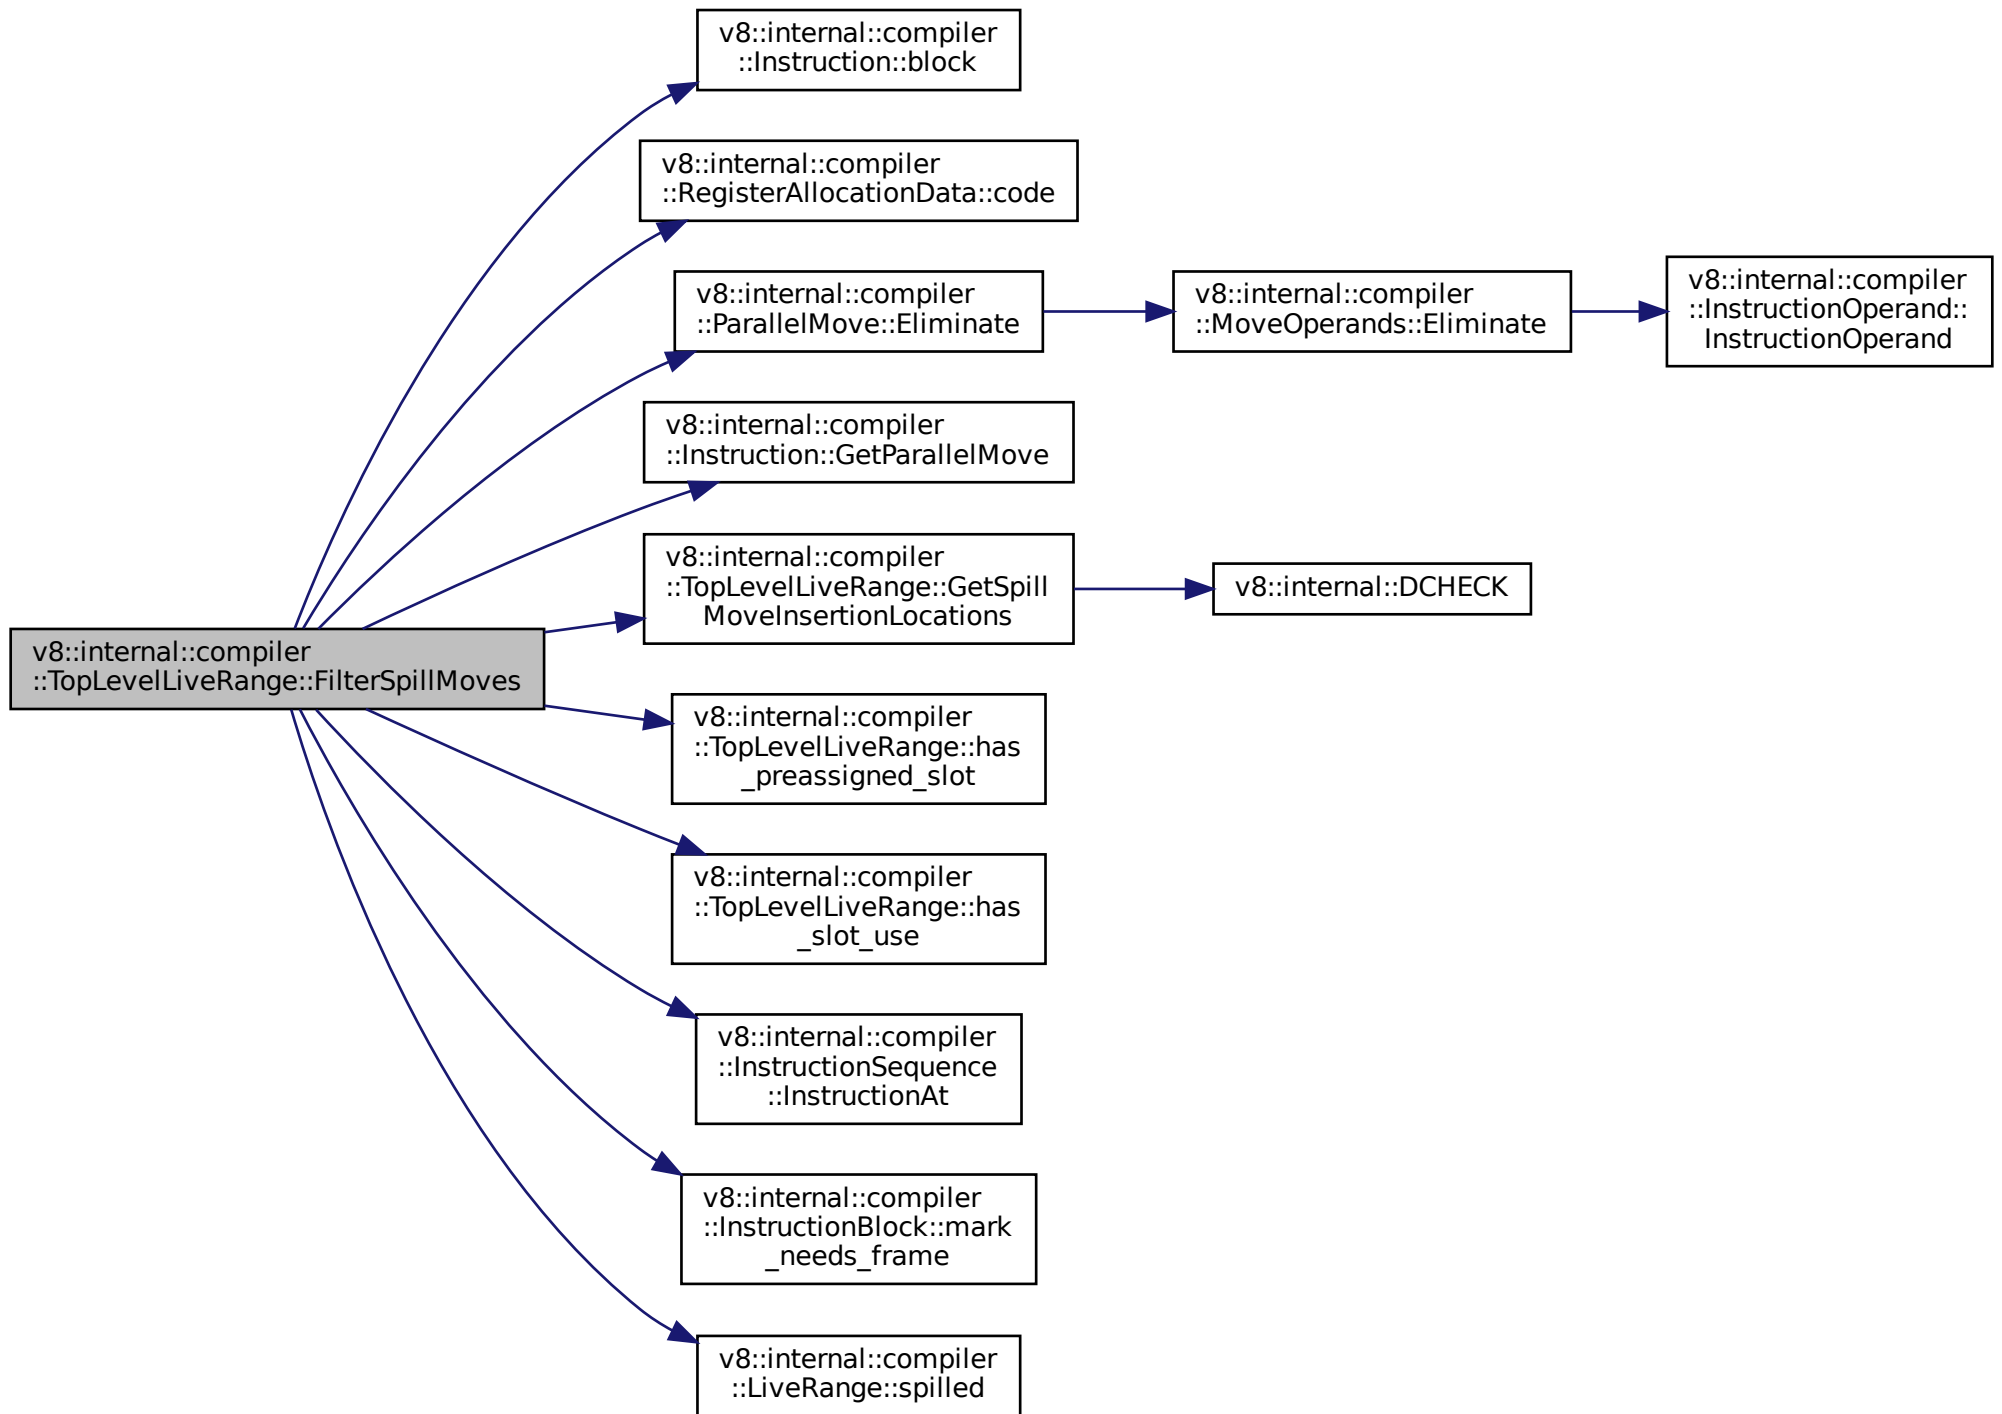 v8::internal::compiler
::Instruction::block
v8::internal::compiler
::RegisterAllocationData::code
v8::internal::compiler
::ParallelMove::Eliminate
v8::internal::compiler
::MoveOperands::Eliminate
v8::internal::compiler
::InstructionOperand::
InstructionOperand
v8::internal::compiler
::Instruction::GetParallelMove
v8::internal::compiler
::TopLevelLiveRange::GetSpill
MoveInsertionLocations
v8::internal::DCHECK
v8::internal::compiler
::TopLevelLiveRange::FilterSpillMoves
v8::internal::compiler
::TopLevelLiveRange::has
_preassigned_slot
v8::internal::compiler
::TopLevelLiveRange::has
_slot_use
v8::internal::compiler
::InstructionSequence
::InstructionAt
v8::internal::compiler
::InstructionBlock::mark
_needs_frame
v8::internal::compiler
::LiveRange::spilled